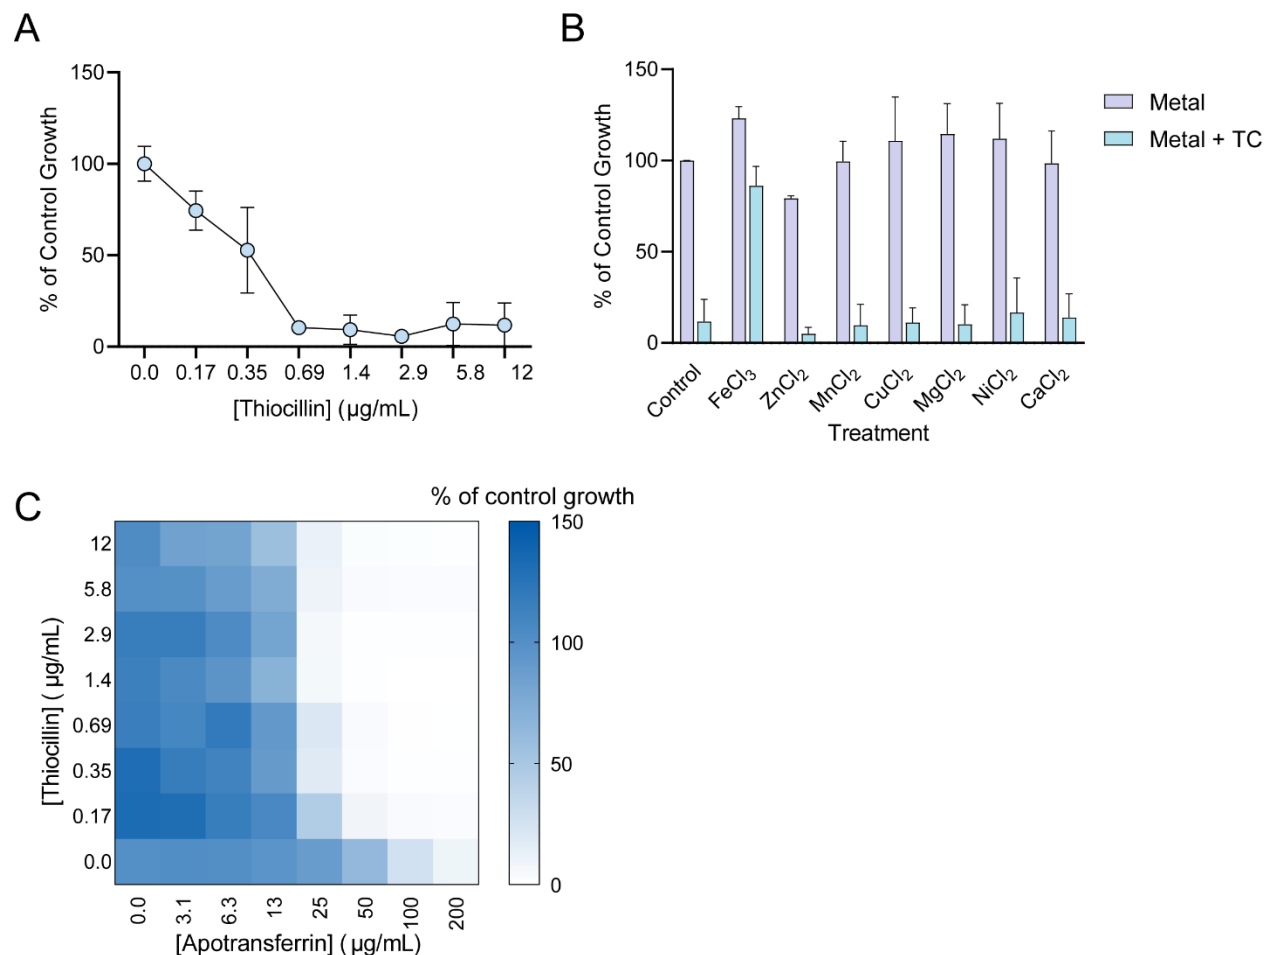 A
150
100
50
0
% of Control Growth
0.0 0.17 0.35 0.69 1.4 2.9 5.8 12
[Thiocillin] (µg/mL)
B
150
100
50
0
% of Control Growth
Control FeCl3 ZnCl2 MnCl2 CuCl2 MgCl2 NiCl2 CaCl2
Treatment
Metal
Metal + TC
C
% of control growth
150
100
50
0
[Thiocillin] ( µg/mL)
12
5.8
2.9
1.4
0.69
0.35
0.17
0.0
0.0 3.1 6.3 13 25 50 100 200
[Apotransferrin] ( µg/mL)